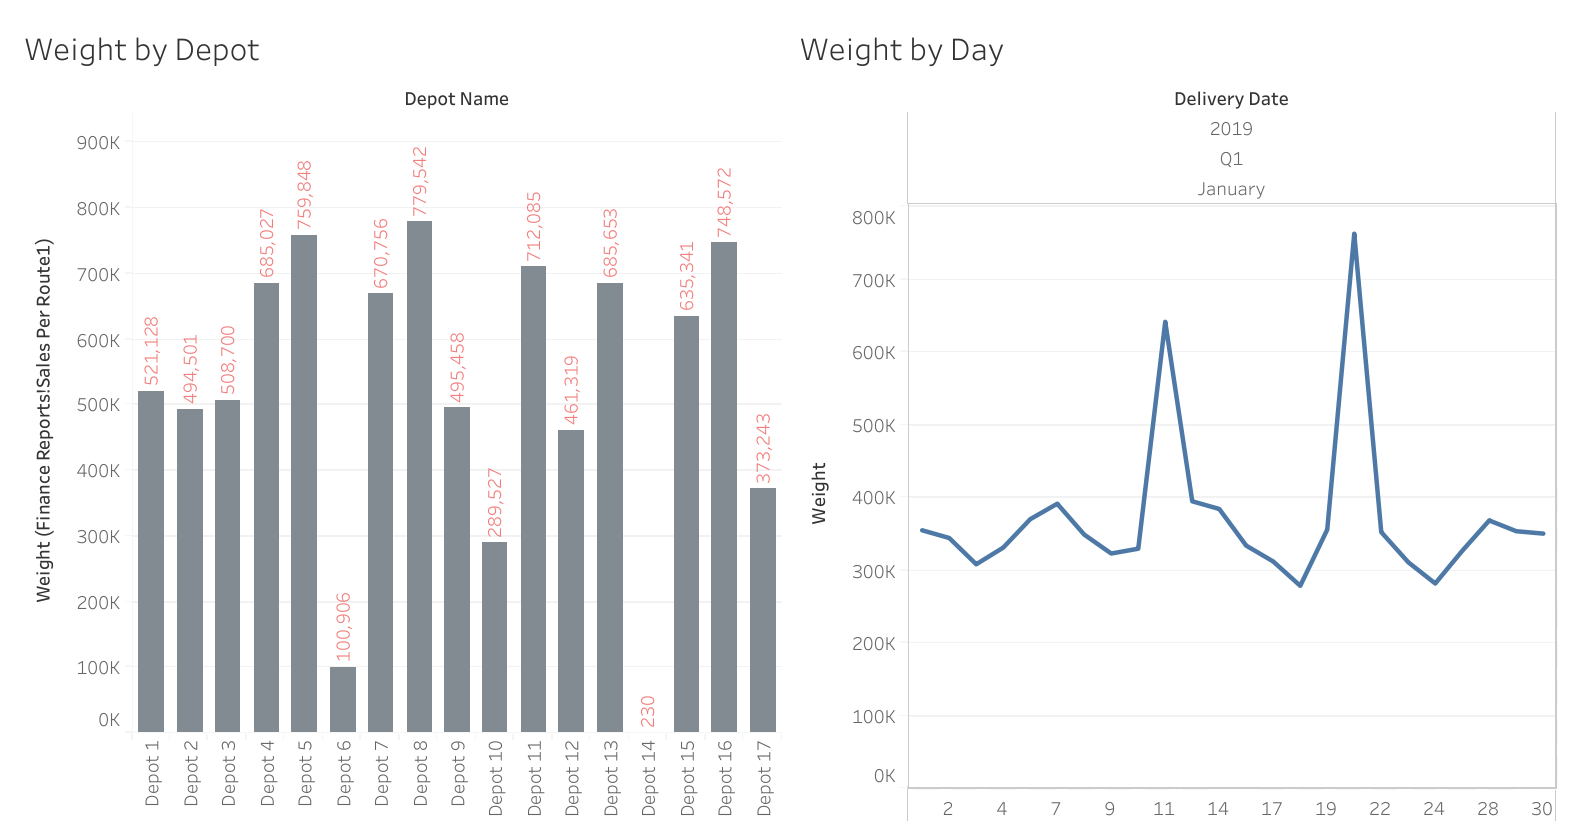 Weight by Depot
Depot Name
Weight (Finance Reports!Sales Per Route1)
900K
800K
700K
600K
500K
400K
300K
200K
100K
0K
521,128
494,501
508,700
685,027
759,848
100,906
670,756
779,542
495,458
289,527
712,085
461,319
685,653
230
635,341
748,572
373,243
Depot 1
Depot 2
Depot 3
Depot 4
Depot 5
Depot 6
Depot 7
Depot 8
Depot 9
Depot 10
Depot 11
Depot 12
Depot 13
Depot 14
Depot 15
Depot 16
Depot 17
Weight by Day
Delivery Date
2019
Q1
January
Weight
800K
700K
600K
500K
400K
300K
200K
100K
0K
2 4 7 9 11 14 17 19 22 24 28 30